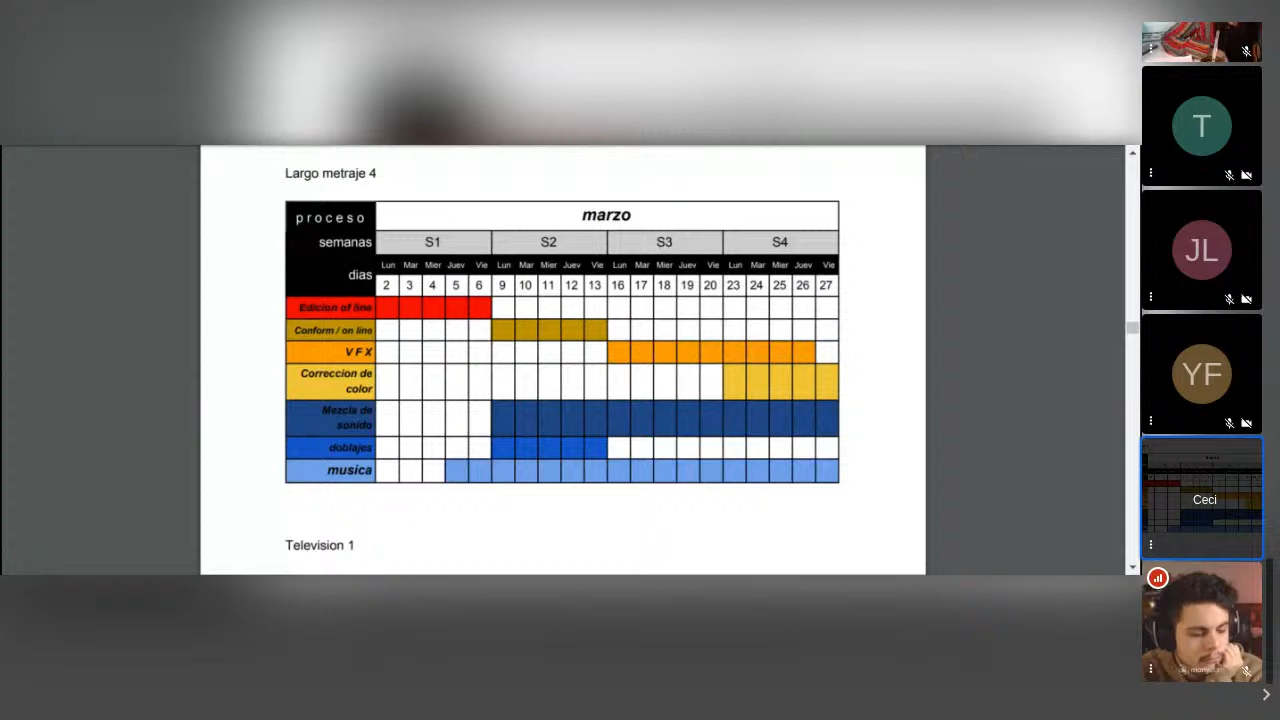 Largo metraje 4
proceso marzo
semanas S1 S2 S3 S4
dias Lun Mar Mier Juev Vie Lun Mar Mier Juev Vie Lun Mar Mier Juev Vie Lun Mar Mier Juev Vie
2 3 4 5 6 9 10 11 12 13 16 17 18 19 20 23 24 25 26 27
Edicion of line
Conform / on line
V F X
Correccion de
color
Mezcla de
sonido
doblajes
musica
Television 1
T
JL
YF
Ceci